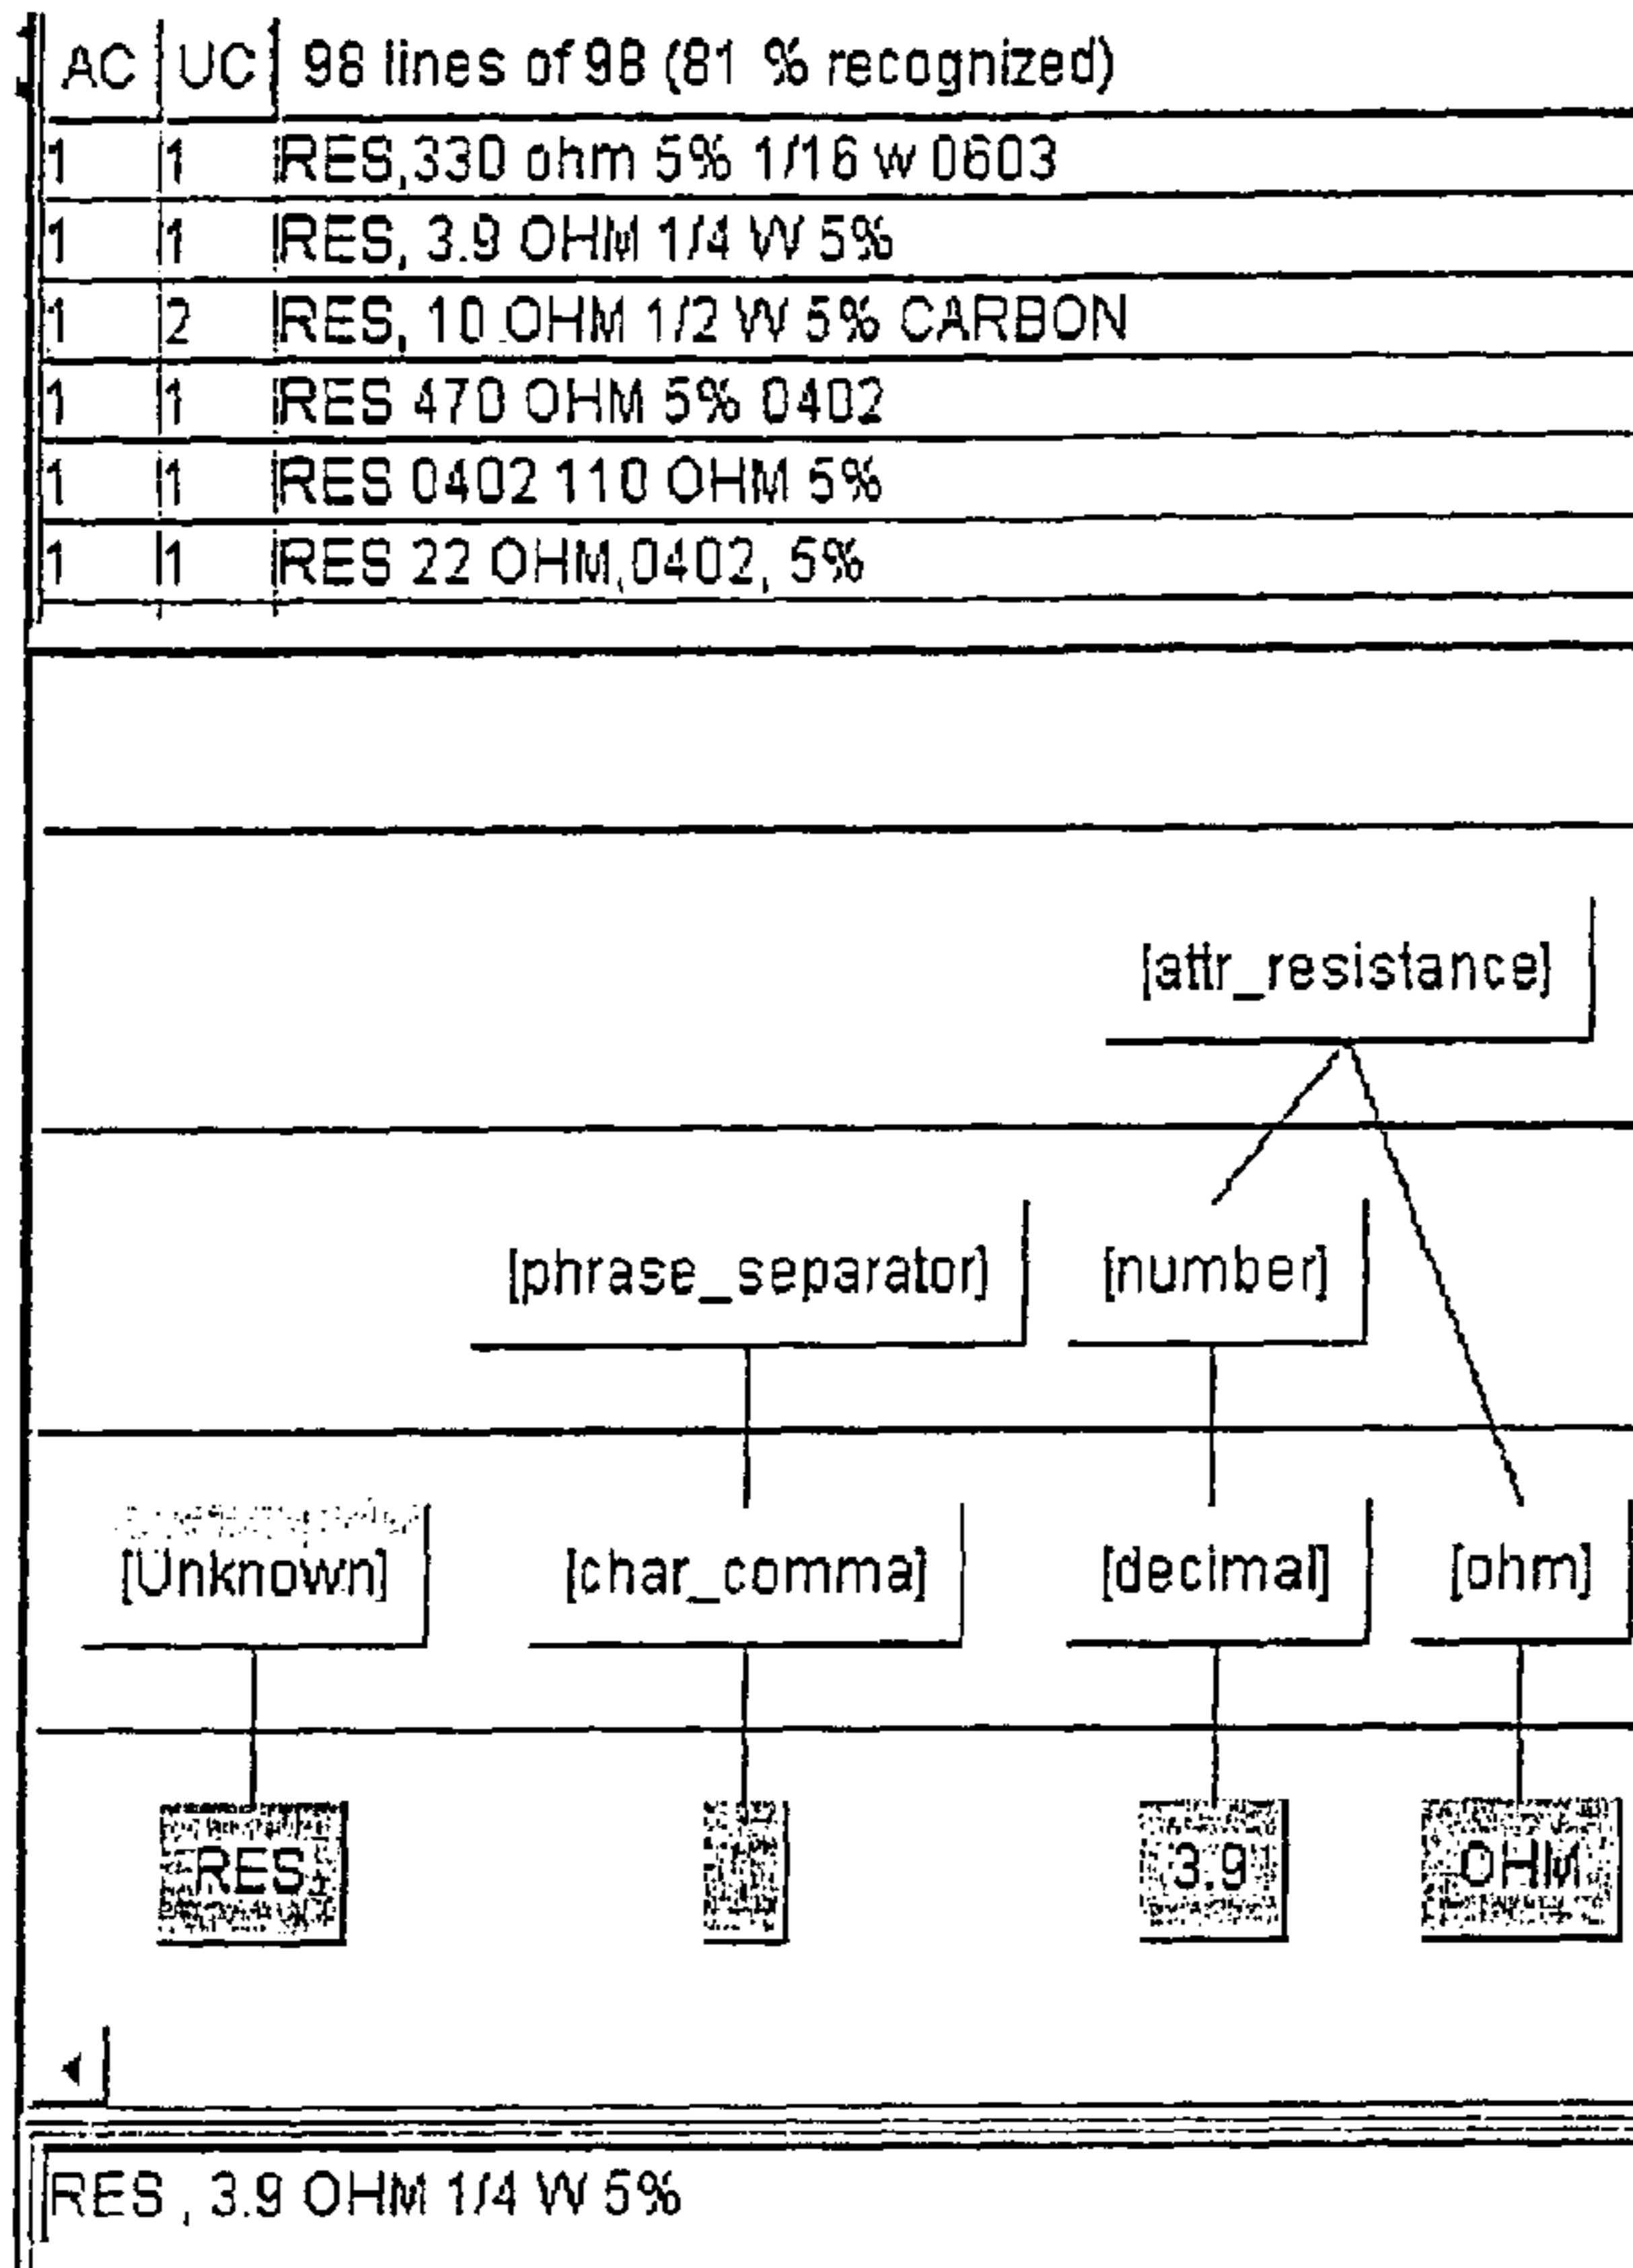 AC UC 98 lines of 98 (81 % recognized)
1 1 RES,330 ohm 5% 1/16 w 0603
1 1 RES, 3.9 OHM 1/4 W 5%
1 2 RES, 10 OHM 1/2 W 5% CARBON
1 1 RES 470 OHM 5% 0402
1 1 RES 0402 110 OHM 5%
1 1 RES 22 OHM,0402, 5%
[attr_resistance]
[phrase_separator] [number]
[Unknown] [char_comma] [decimal] [ohm]
RES 3.9 OHM
RES , 3.9 OHM 1/4 W 5%